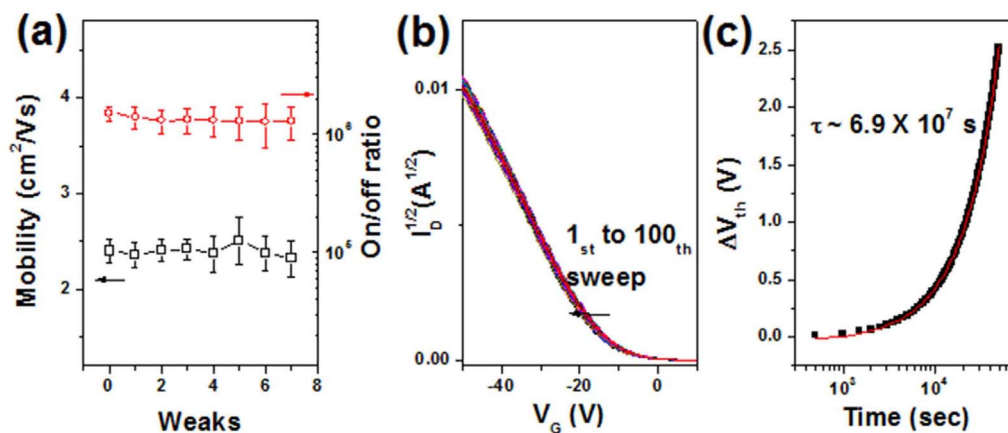 (a)
Mobility (cm²/Vs)
4
3
2
10⁸
10⁶
On/off ratio
0 2 4 6 8
Weaks
(b)
I_D^1/2(A^1/2)
0.01
0.00
1st to 100th
sweep
-40 -20 0
V_G (V)
(c)
ΔV_th (V)
2.5
2.0
1.5
1.0
0.5
0.0
τ ~ 6.9 X 10⁷ s
10³ 10⁴
Time (sec)